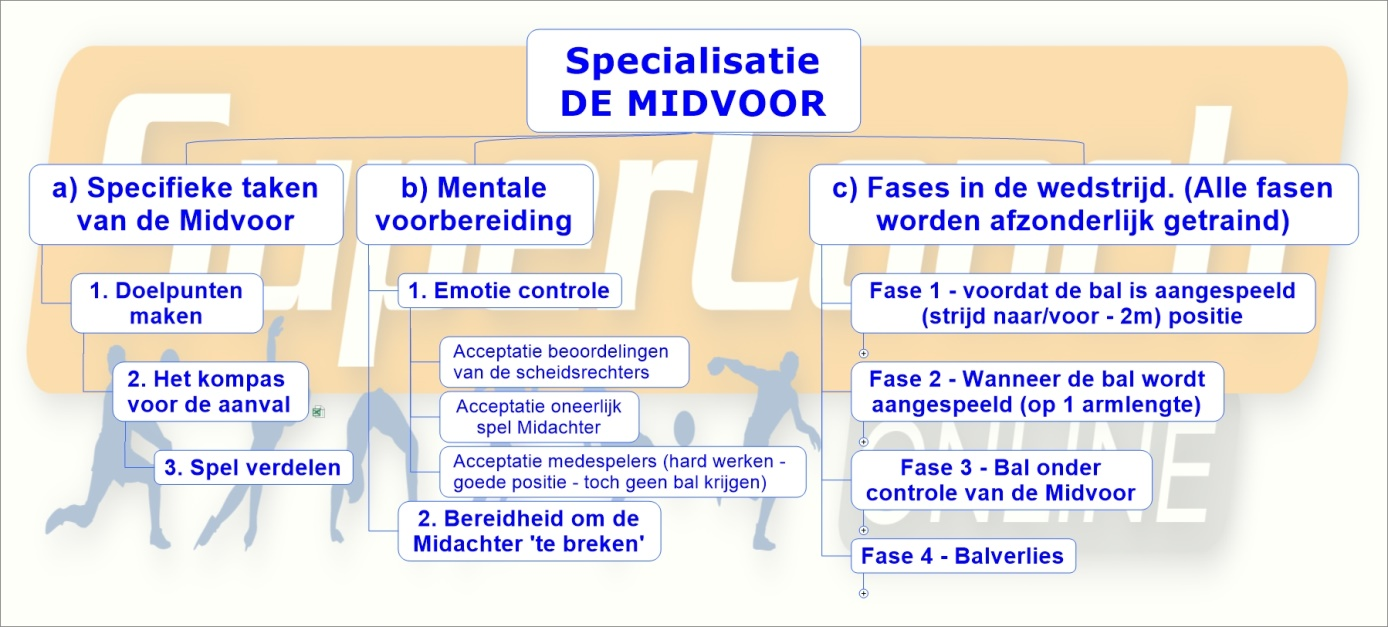 Specialisatie
DE MIDVOOR
a) Specifieke taken
van de Midvoor
1. Doelpunten
maken
2. Het kompas
voor de aanval
3. Spel verdelen
b) Mentale
voorbereiding
1. Emotie controle
Acceptatie beoordelingen
van de scheidsrechters
Acceptatie oneerlijk
spel Midachter
Acceptatie medespelers (hard werken -
goede positie - toch geen bal krijgen)
2. Bereidheid om de
Midachter 'te breken'
c) Fases in de wedstrijd. (Alle fasen
worden afzonderlijk getraind)
Fase 1 - voordat de bal is aangespeeld
(strijd naar/voor - 2m) positie
Fase 2 - Wanneer de bal wordt
aangespeeld (op 1 armlengte)
Fase 3 - Bal onder
controle van de Midvoor
Fase 4 - Balverlies
SuperCoach
ONLINE